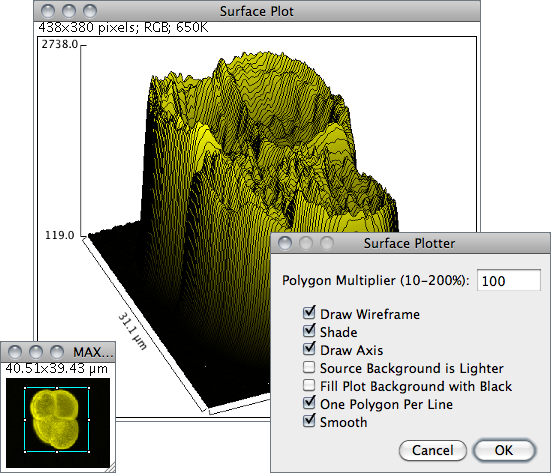 Surface Plot
438x380 pixels; RGB; 650K
2738.0
119.0
31.1 µm
Surface Plotter
Polygon Multiplier (10-200%): 100
Draw Wireframe
Shade
Draw Axis
Source Background is Lighter
Fill Plot Background with Black
One Polygon Per Line
Smooth
Cancel OK
MAX...
40.51x39.43 µm